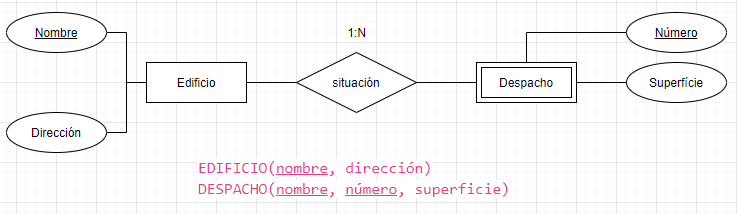 1:N
Nombre
Número
Edificio
situación
Despacho
Superfície
Dirección
EDIFICIO(nombre, dirección)
DESPACHO(nombre, número, superficie)